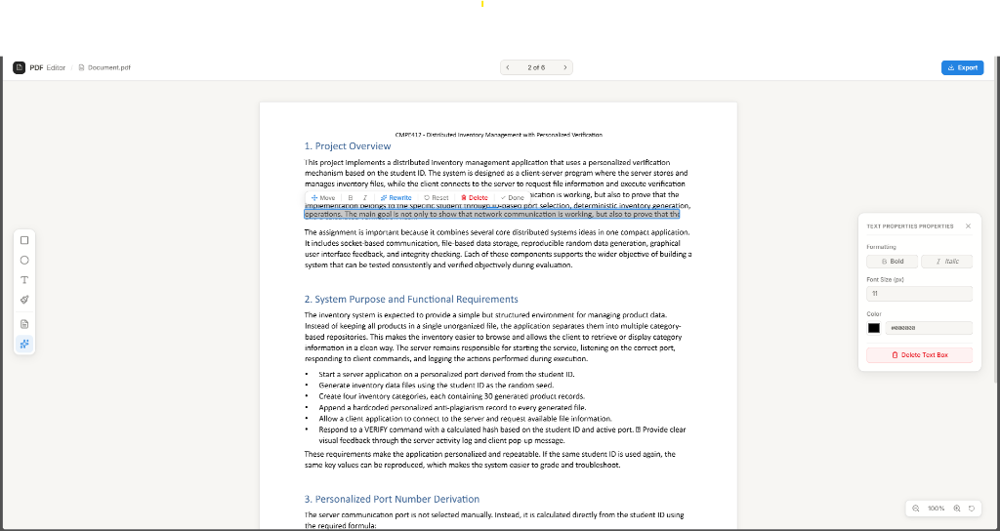 PDF Editor / Document.pdf
2 of 6
Export
CMPE417 - Distributed Inventory Management with Personalized Verification
1. Project Overview
This project implements a distributed inventory management application that uses a personalized verification
mechanism based on the student ID. The system is designed as a client-server program where the server stores and
manages inventory files, while the client connects to the server to request file information and execute verification
Move B I Rewrite Reset Delete Done
ication is working, but also to prove that the
implementation belongs to the specific student through ID-based port selection, deterministic inventory generation,
operations. The main goal is not only to show that network communication is working, but also to prove that the
The assignment is important because it combines several core distributed systems ideas in one compact application.
It includes socket-based communication, file-based data storage, reproducible random data generation, graphical
user interface feedback, and integrity checking. Each of these components supports the wider objective of building a
system that can be tested consistently and verified objectively during evaluation.
2. System Purpose and Functional Requirements
The inventory system is expected to provide a simple but structured environment for managing product data.
Instead of keeping all products in a single unorganized file, the application separates them into multiple category-
based repositories. This makes the inventory easier to browse and allows the client to retrieve or display category
information in a clean way. The server remains responsible for starting the service, listening on the correct port,
responding to client commands, and logging the actions performed during execution.
• Start a server application on a personalized port derived from the student ID.
• Generate inventory data files using the student ID as the random seed.
• Create four inventory categories, each containing 30 generated product records.
• Append a hardcoded personalized anti-plagiarism record to every generated file.
• Allow a client application to connect to the server and request available file information.
• Respond to a VERIFY command with a calculated hash based on the student ID and active port. Provide clear
visual feedback through the server activity log and client pop-up message.
These requirements make the application personalized and repeatable. If the same student ID is used again, the
same key values can be reproduced, which makes the system easier to grade and troubleshoot.
3. Personalized Port Number Derivation
The server communication port is not selected manually. Instead, it is calculated directly from the student ID using
the required formula:
T
TEXT PROPERTIES PROPERTIES
Formatting
B Bold
I Italic
Font Size (px)
11
Color
#000000
Delete Text Box
100%